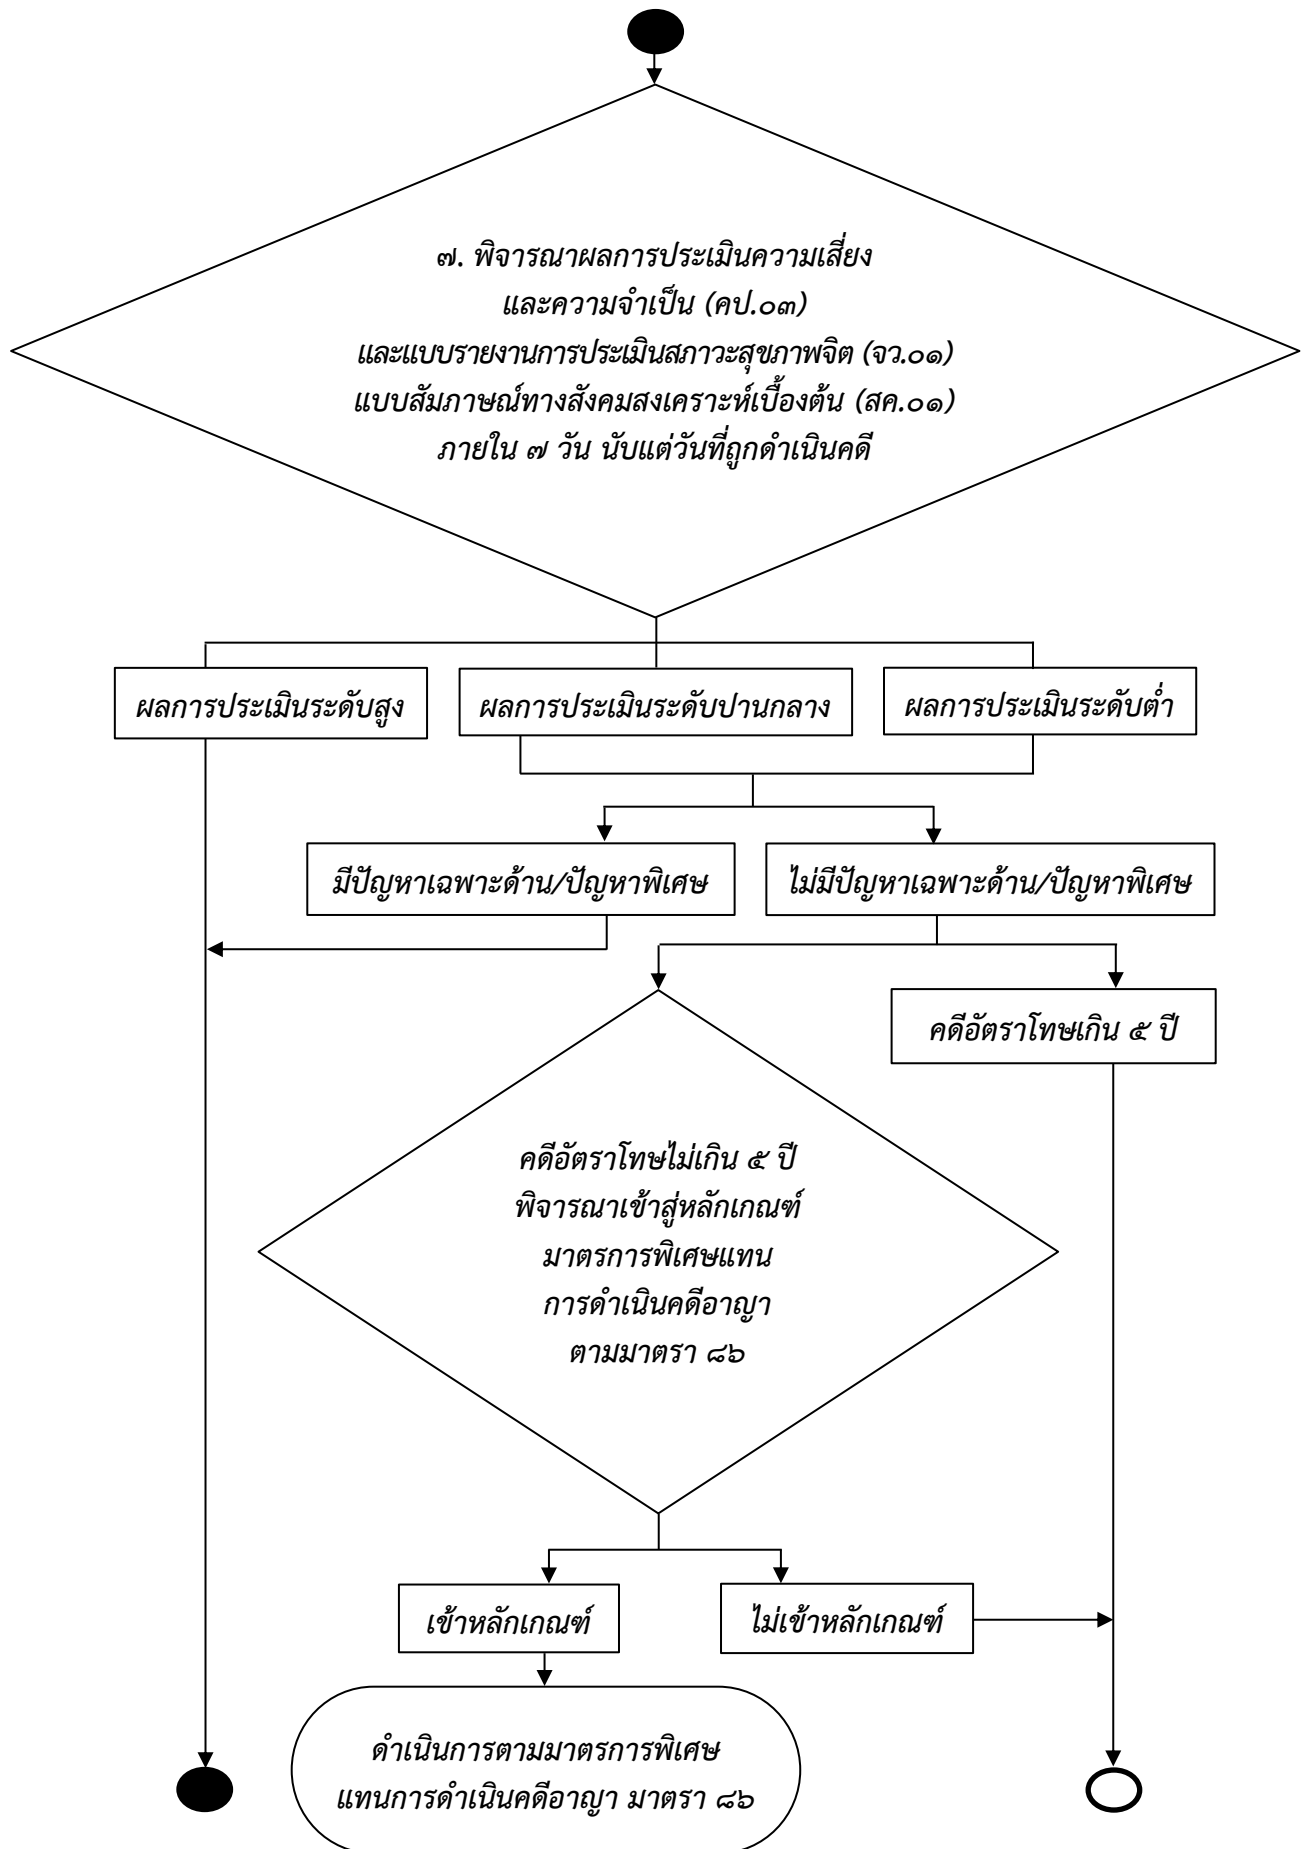 ๗. พิจารณาผลการประเมินความเสี่ยง
และความจำเป็น (คป.๐๓)
และแบบรายงานการประเมินสภาวะสุขภาพจิต (จว.๐๑)
แบบสัมภาษณ์ทางสังคมสงเคราะห์เบื้องต้น (สค.๐๑)
ภายใน ๗ วัน นับแต่วันที่ถูกดำเนินคดี
ผลการประเมินระดับสูง
ผลการประเมินระดับปานกลาง
ผลการประเมินระดับต่ำ
มีปัญหาเฉพาะด้าน/ปัญหาพิเศษ
ไม่มีปัญหาเฉพาะด้าน/ปัญหาพิเศษ
คดีอัตราโทษเกิน ๕ ปี
คดีอัตราโทษไม่เกิน ๕ ปี
พิจารณาเข้าสู่หลักเกณฑ์
มาตรการพิเศษแทน
การดำเนินคดีอาญา
ตามมาตรา ๘๖
เข้าหลักเกณฑ์
ไม่เข้าหลักเกณฑ์
ดำเนินการตามมาตรการพิเศษ
แทนการดำเนินคดีอาญา มาตรา ๘๖